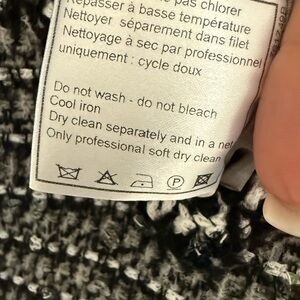 pas chlorer
Repasser à basse température
Nettoyer séparement dans filet
Nettoyage à sec par professionnel
uniquement : cycle doux
Do not wash - do not bleach
Cool iron
Dry clean separately and in a net
Only professional soft dry clean
P